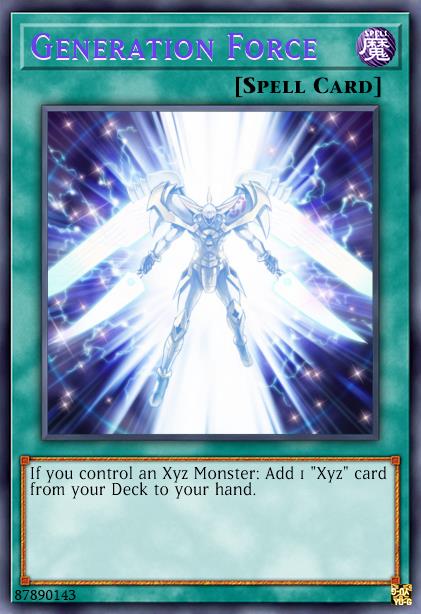 Generation Force
SPELL
魔
[Spell Card]
If you control an Xyz Monster: Add 1 "Xyz" card
from your Deck to your hand.
87890143